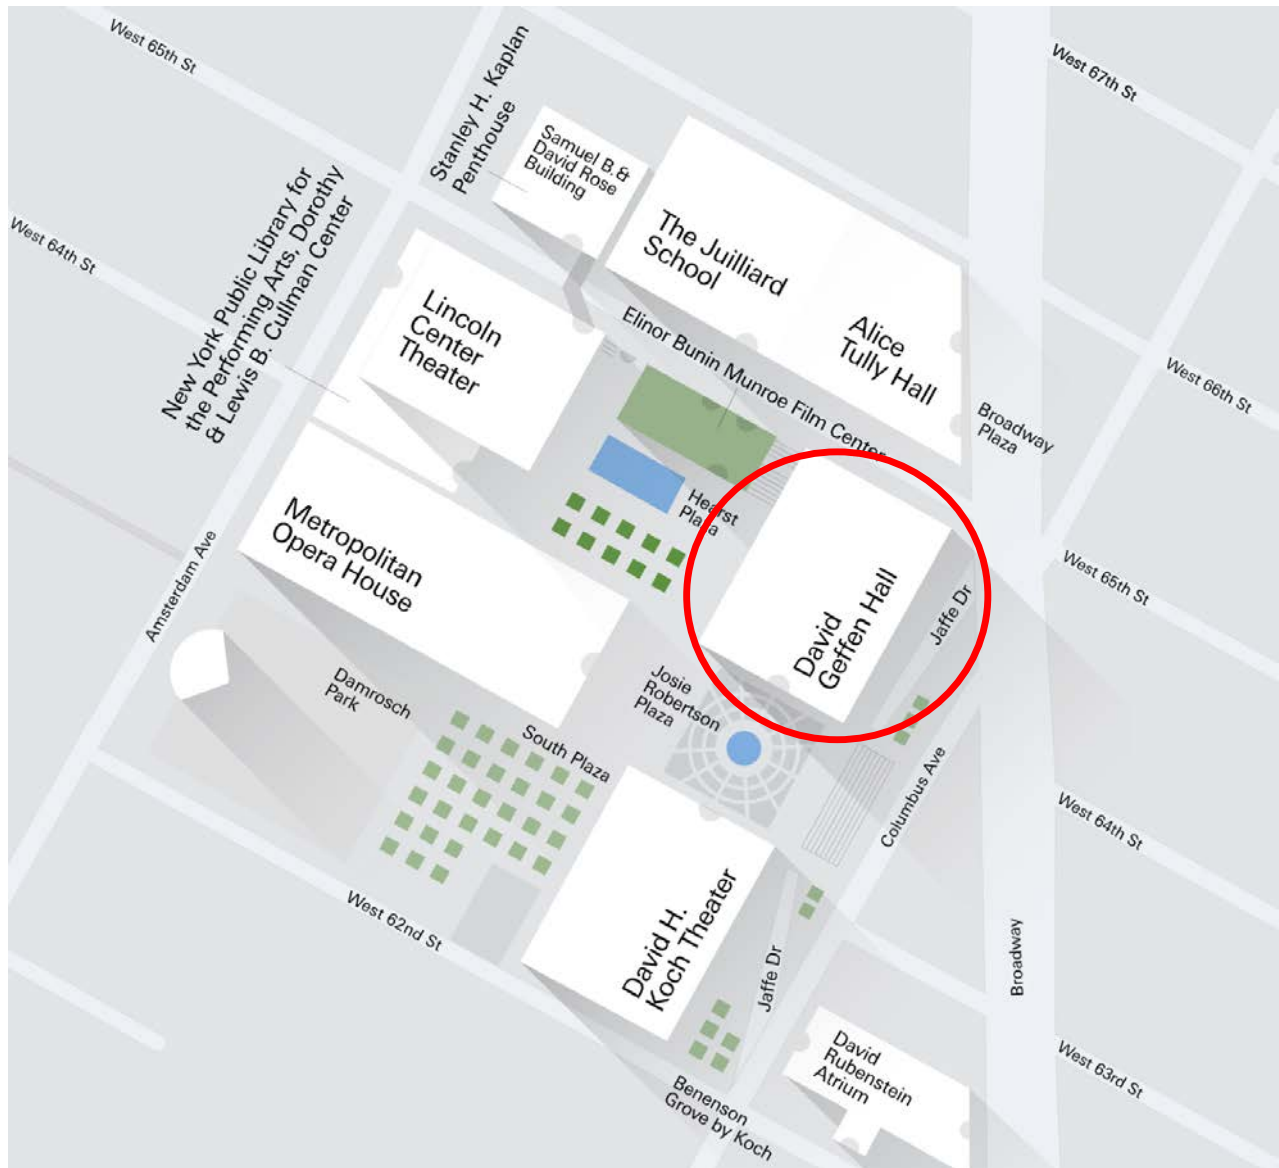 West 65th St
West 67th St
Stanley H. Kaplan
Penthouse
Samuel B.&
David Rose
Building
New York Public Library for
the Performing Arts, Dorothy
& Lewis B. Cullman Center
West 64th St
The Juilliard
School
Lincoln
Center
Theater
Elinor Bunin Munroe Film Center
Alice
Tully Hall
West 66th St
Broadway
Plaza
Hearst
Plaza
Metropolitan
Opera House
Amsterdam Ave
West 65th St
David
Geffen Hall
Jaffe Dr
Damrosch
Park
Josie
Robertson
Plaza
South Plaza
Columbus Ave
West 64th St
West 62nd St
David H.
Koch Theater
Jaffe Dr
Broadway
David
Rubenstein
Atrium
West 63rd St
Benenson
Grove by Koch